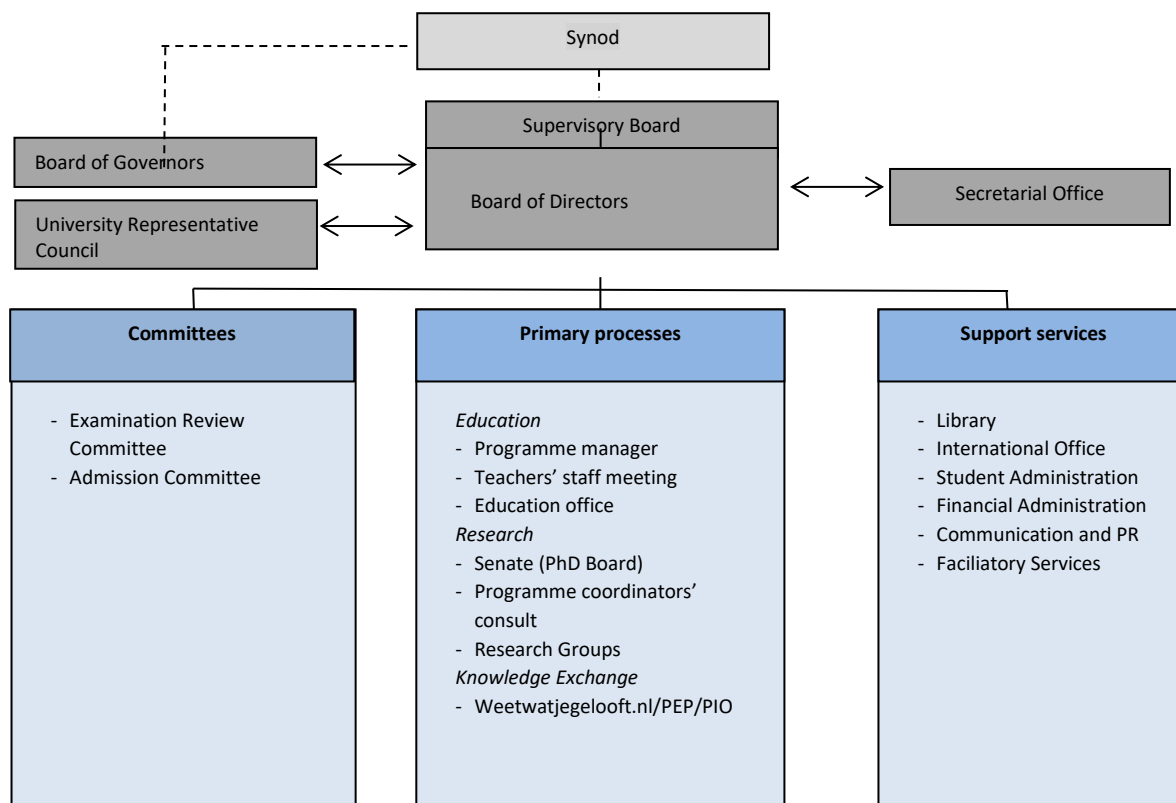 Synod
Supervisory Board
Board of Governors
Board of Directors
Secretarial Office
University Representative
Council
Committees
- Examination Review
Committee
- Admission Committee
Primary processes
Education
- Programme manager
- Teachers’ staff meeting
- Education office
Research
- Senate (PhD Board)
- Programme coordinators’
consult
- Research Groups
Knowledge Exchange
- Weetwatjegelooft.nl/PEP/PIO
Support services
- Library
- International Office
- Student Administration
- Financial Administration
- Communication and PR
- Faciliatory Services